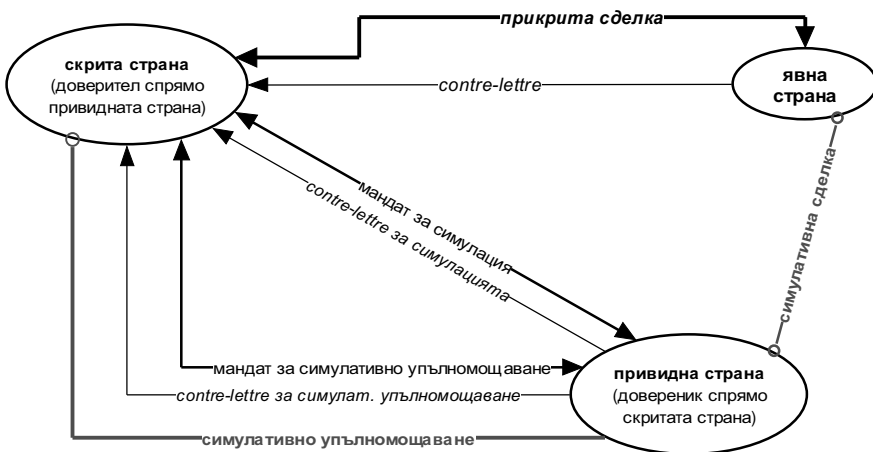 прикрита сделка
скрита страна
(доверител спрямо
привидната страна)
явна
страна
contre-lettre
мандат за симулация
contre-lettre за симулацията
симулативна сделка
мандат за симулативно упълномощаване
contre-lettre за симулат. упълномощаване
симулативно упълномощаване
привидна страна
(довереник спрямо
скритата страна)